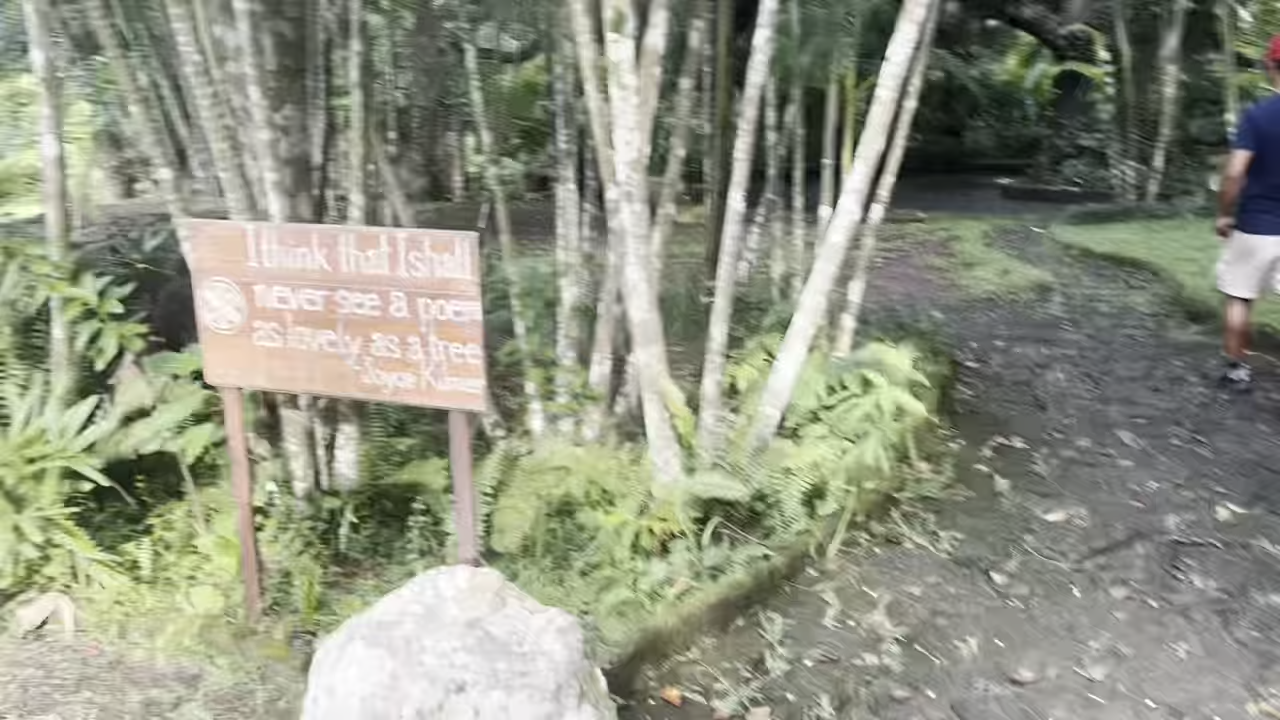 I think that I shall
never see a poem
as lovely as a tree
Joyce Kilmer